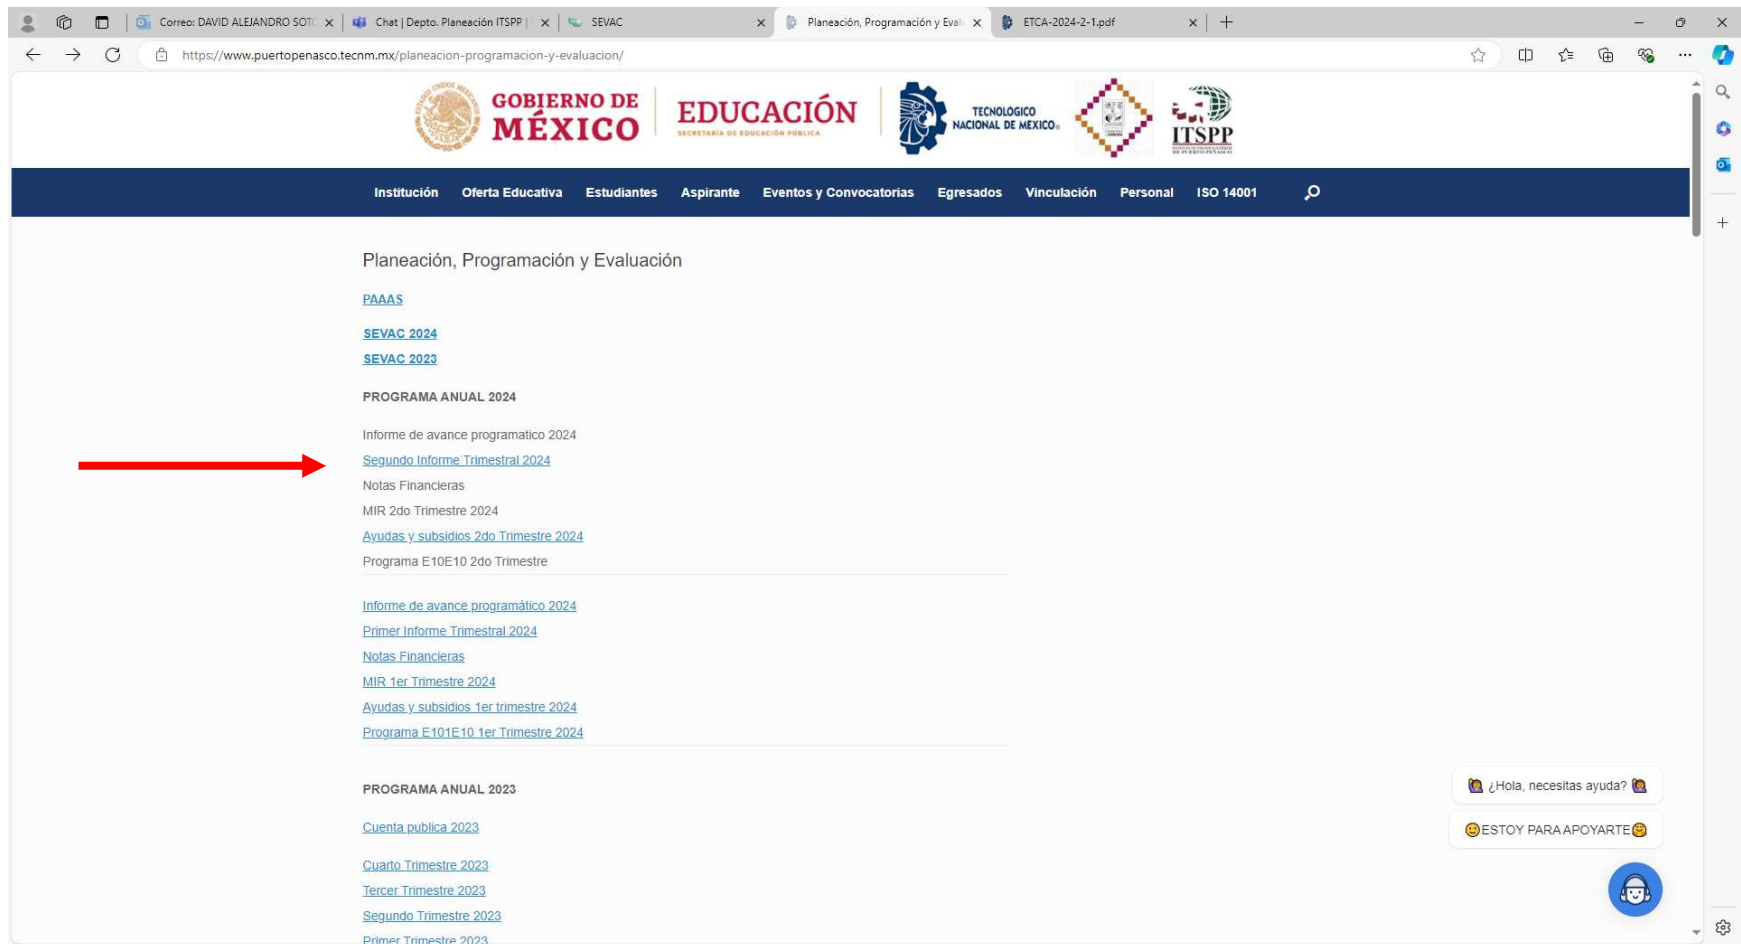 Correo: DAVID ALEJANDRO SOTO
Chat | Depto. Planeación ITSPP |
SEVAC
Planeación, Programación y Eval
ETCA-2024-2-1.pdf
https://www.puertopenasco.tecnm.mx/planeacion-programacion-y-evaluacion/
GOBIERNO DE
MÉXICO
EDUCACIÓN
SECRETARÍA DE EDUCACIÓN PÚBLICA
TECNOLÓGICO
NACIONAL DE MÉXICO
ITSPP
Institución Oferta Educativa Estudiantes Aspirante Eventos y Convocatorias Egresados Vinculación Personal ISO 14001
Planeación, Programación y Evaluación
PAAAS
SEVAC 2024
SEVAC 2023
PROGRAMA ANUAL 2024
Informe de avance programatico 2024
Segundo Informe Trimestral 2024
Notas Financieras
MIR 2do Trimestre 2024
Ayudas y subsidios 2do Trimestre 2024
Programa E10E10 2do Trimestre
Informe de avance programático 2024
Primer Informe Trimestral 2024
Notas Financieras
MIR 1er Trimestre 2024
Ayudas y subsidios 1er trimestre 2024
Programa E101E10 1er Trimestre 2024
PROGRAMA ANUAL 2023
Cuenta publica 2023
Cuarto Trimestre 2023
Tercer Trimestre 2023
Segundo Trimestre 2023
Primer Trimestre 2023
¿Hola, necesitas ayuda?
ESTOY PARA APOYARTE